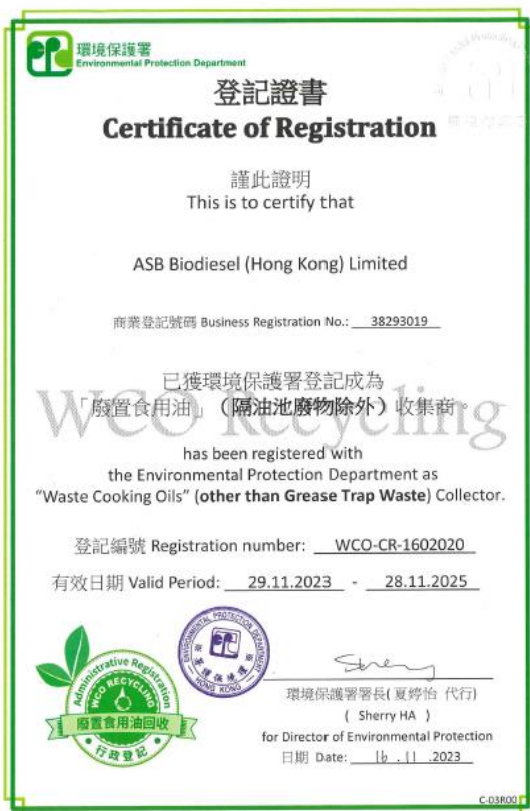 環境保護署
Environmental Protection Department
登記證書
Certificate of Registration
謹此證明
This is to certify that
ASB Biodiesel (Hong Kong) Limited
商業登記號碼 Business Registration No.: 38293019
WCO Recycling
已獲環境保護署登記成為
「廢置食用油」(隔油池廢物除外)收集商。
has been registered with
the Environmental Protection Department as
"Waste Cooking Oils" (other than Grease Trap Waste) Collector.
登記編號 Registration number: WCO-CR-1602020
有效日期 Valid Period: 29.11.2023 - 28.11.2025
ENVIRONMENTAL PROTECTION DEPARTMENT
HONG KONG
Administrative Registration
WCO RECYCLING
廢置食用油回收
行政登記
環境保護署署長(夏婷怡 代行)
( Sherry HA )
for Director of Environmental Protection
日期 Date: 16 . 11 .2023
C-03R00